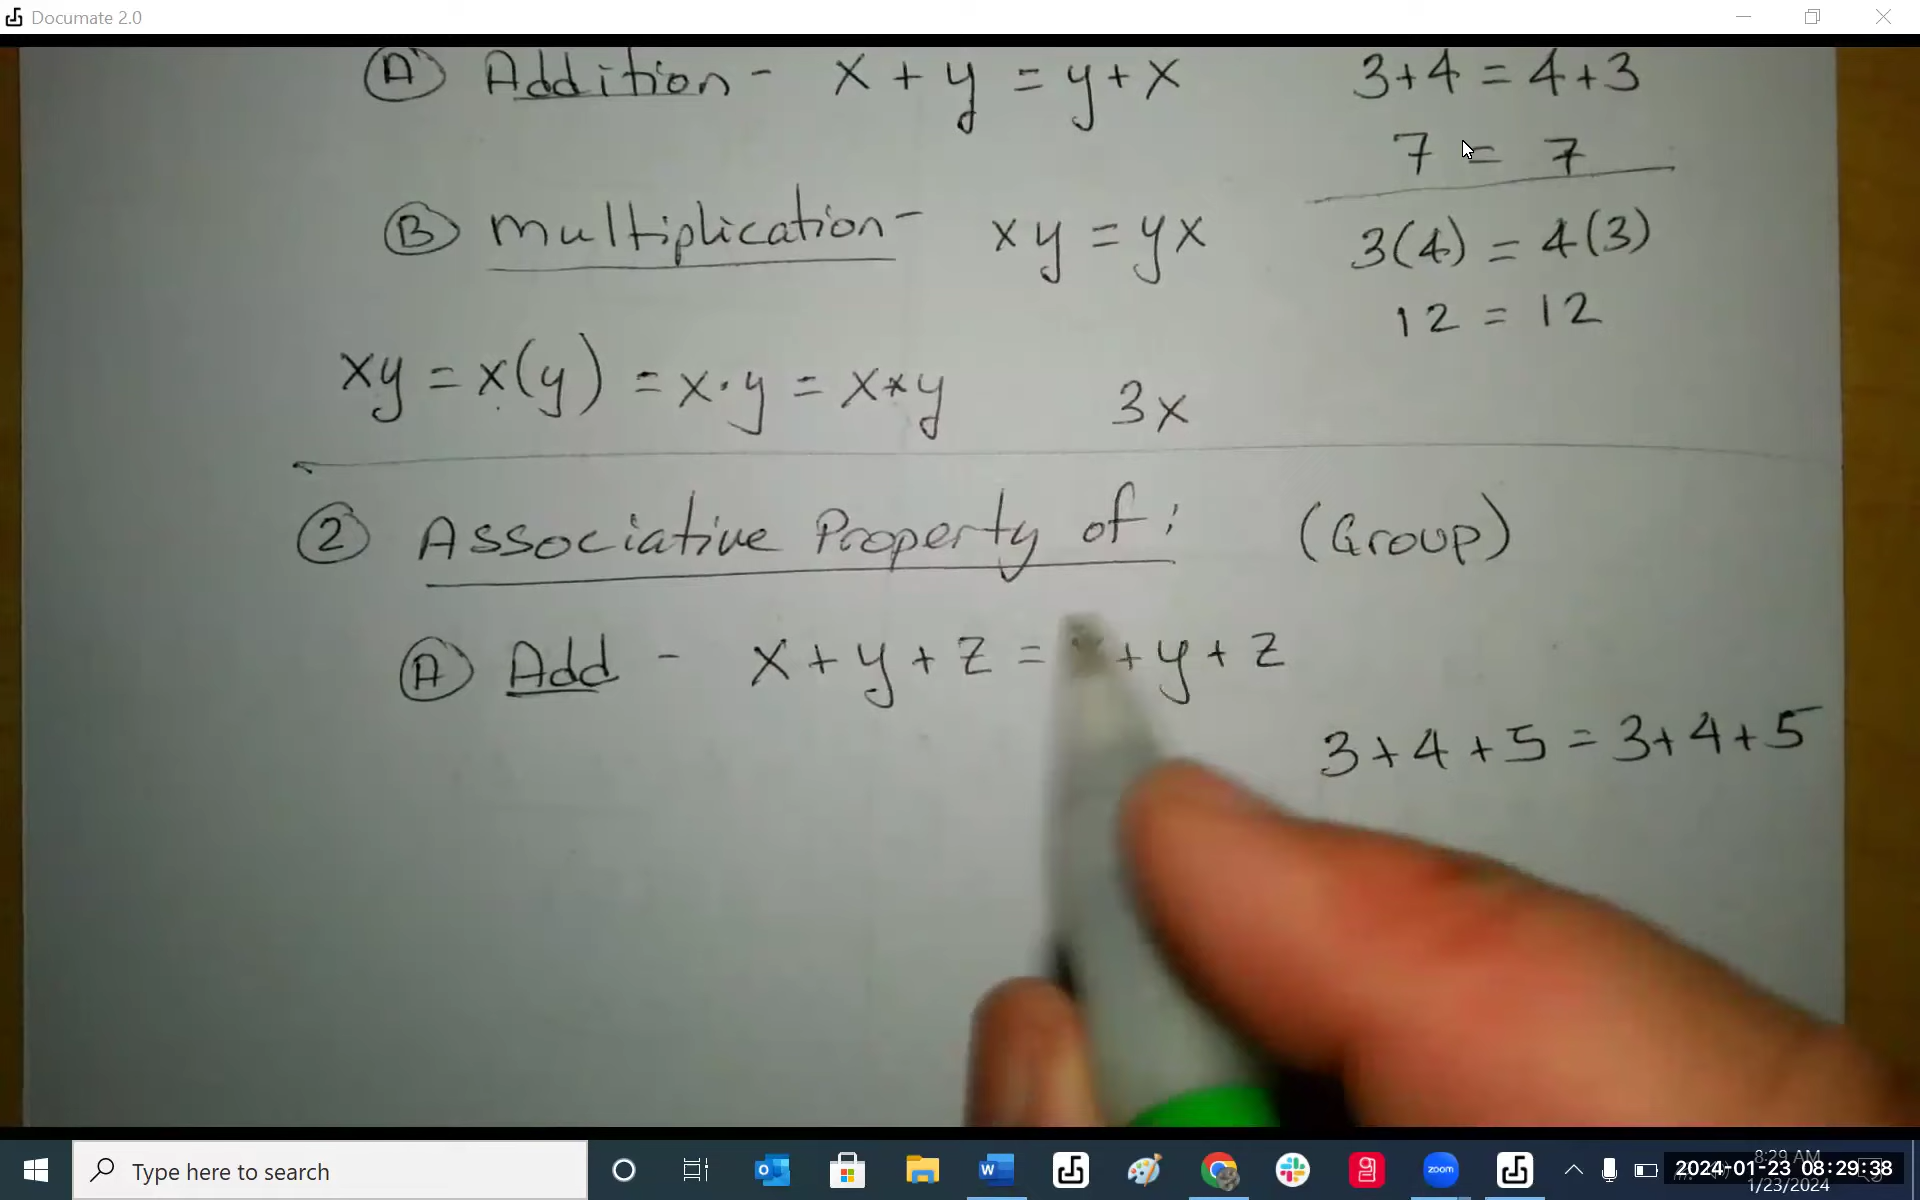 Documate 2.0
(A) Addition - x + y = y + x 3+4 = 4+3
7 = 7
(B) Multiplication - xy = yx 3(4) = 4(3)
12 = 12
xy = x(y) = x·y = x*y 3x
(2) Associative Property of: (Group)
(A) Add - x + y + z = x + y + z
3+4+5 = 3+4+5
Type here to search
zoom
8:29 AM
2024-01-23 08:29:38
1/23/2024